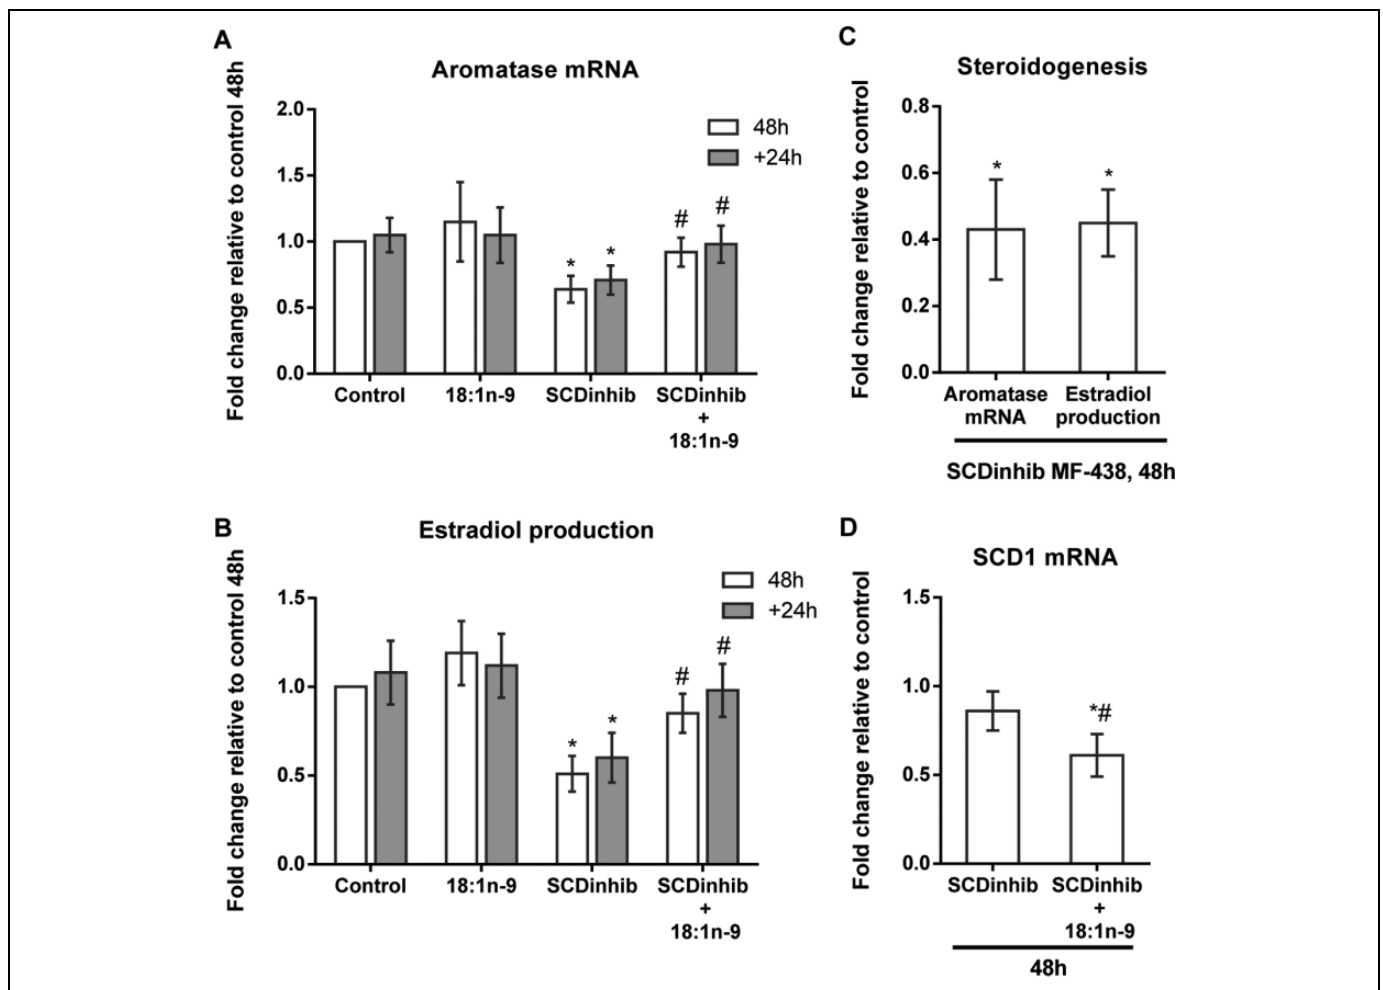 A
Aromatase mRNA
Fold change relative to control 48h
2.0
1.5
1.0
0.5
0.0
48h
+24h
* * # #
Control 18:1n-9 SCDinhib SCDinhib
+
18:1n-9
B
Estradiol production
Fold change relative to control 48h
1.5
1.0
0.5
0.0
48h
+24h
* * # #
Control 18:1n-9 SCDinhib SCDinhib
+
18:1n-9
C
Steroidogenesis
Fold change relative to control
0.8
0.6
0.4
0.2
0.0
* *
Aromatase Estradiol
mRNA production
SCDinhib MF-438, 48h
D
SCD1 mRNA
Fold change relative to control
1.5
1.0
0.5
0.0
*#
SCDinhib SCDinhib
+
18:1n-9
48h